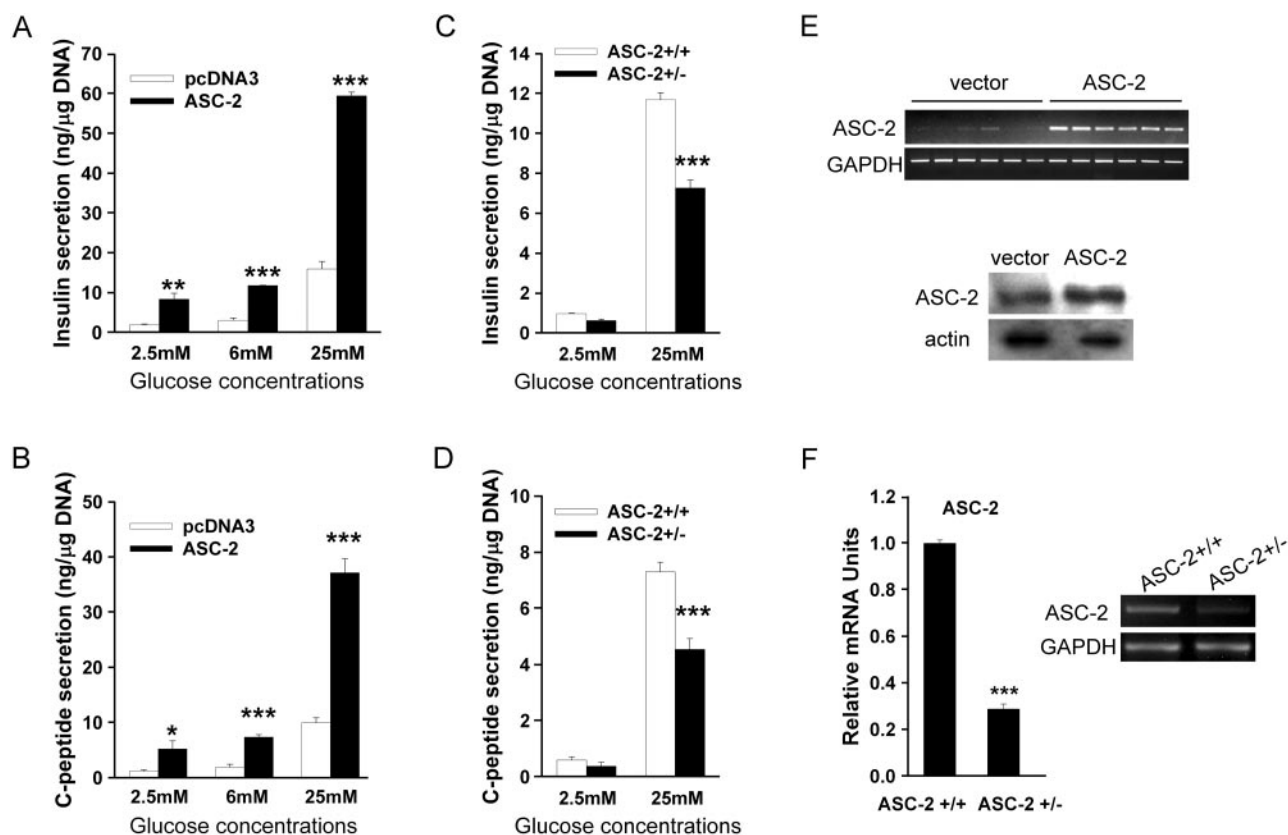 A
Insulin secretion (ng/µg DNA)
70
60
50
40
30
20
10
0
pcDNA3
ASC-2
**
***
***
2.5mM 6mM 25mM
Glucose concentrations
B
C-peptide secretion (ng/µg DNA)
50
40
30
20
10
0
pcDNA3
ASC-2
*
***
***
2.5mM 6mM 25mM
Glucose concentrations
C
Insulin secretion (ng/µg DNA)
14
12
10
8
6
4
2
0
ASC-2+/+
ASC-2+/-
***
2.5mM 25mM
Glucose concentrations
D
C-peptide secretion (ng/µg DNA)
10
8
6
4
2
0
ASC-2+/+
ASC-2+/-
***
2.5mM 25mM
Glucose concentrations
E
vector ASC-2
ASC-2
GAPDH
vector ASC-2
ASC-2
actin
F
Relative mRNA Units
1.2
1.0
0.8
0.6
0.4
0.2
0.0
ASC-2
***
ASC-2 +/+ ASC-2 +/-
ASC-2+/+ ASC-2+/-
ASC-2
GAPDH